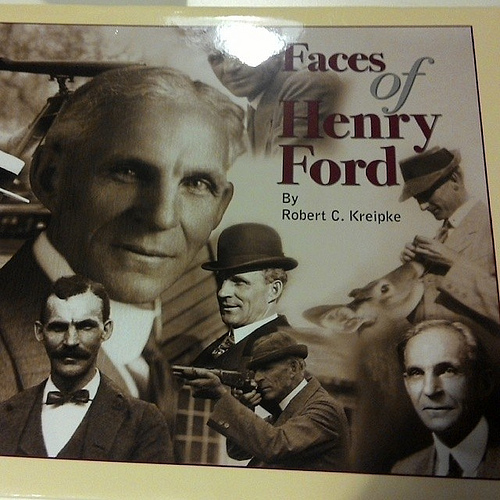 Faces
of
Henry
Ford
By
Robert C. Kreipke